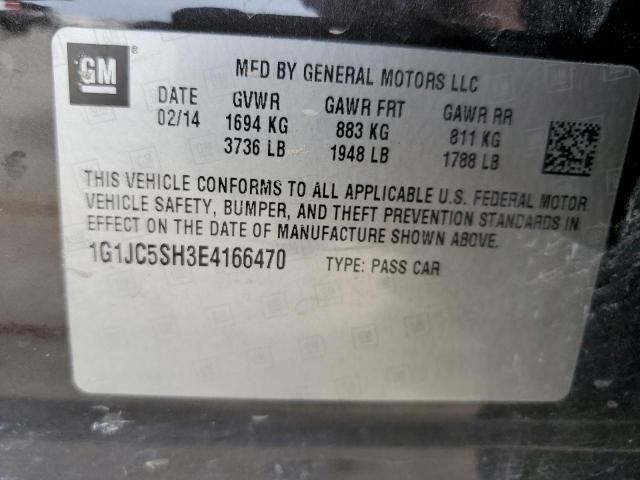 GM®
MFD BY GENERAL MOTORS LLC
DATE GVWR GAWR FRT GAWR RR
02/14 1694 KG 883 KG 811 KG
3736 LB 1948 LB 1788 LB
THIS VEHICLE CONFORMS TO ALL APPLICABLE U.S. FEDERAL MOTOR
VEHICLE SAFETY, BUMPER, AND THEFT PREVENTION STANDARDS IN
EFFECT ON THE DATE OF MANUFACTURE SHOWN ABOVE.
1G1JC5SH3E4166470 TYPE: PASS CAR